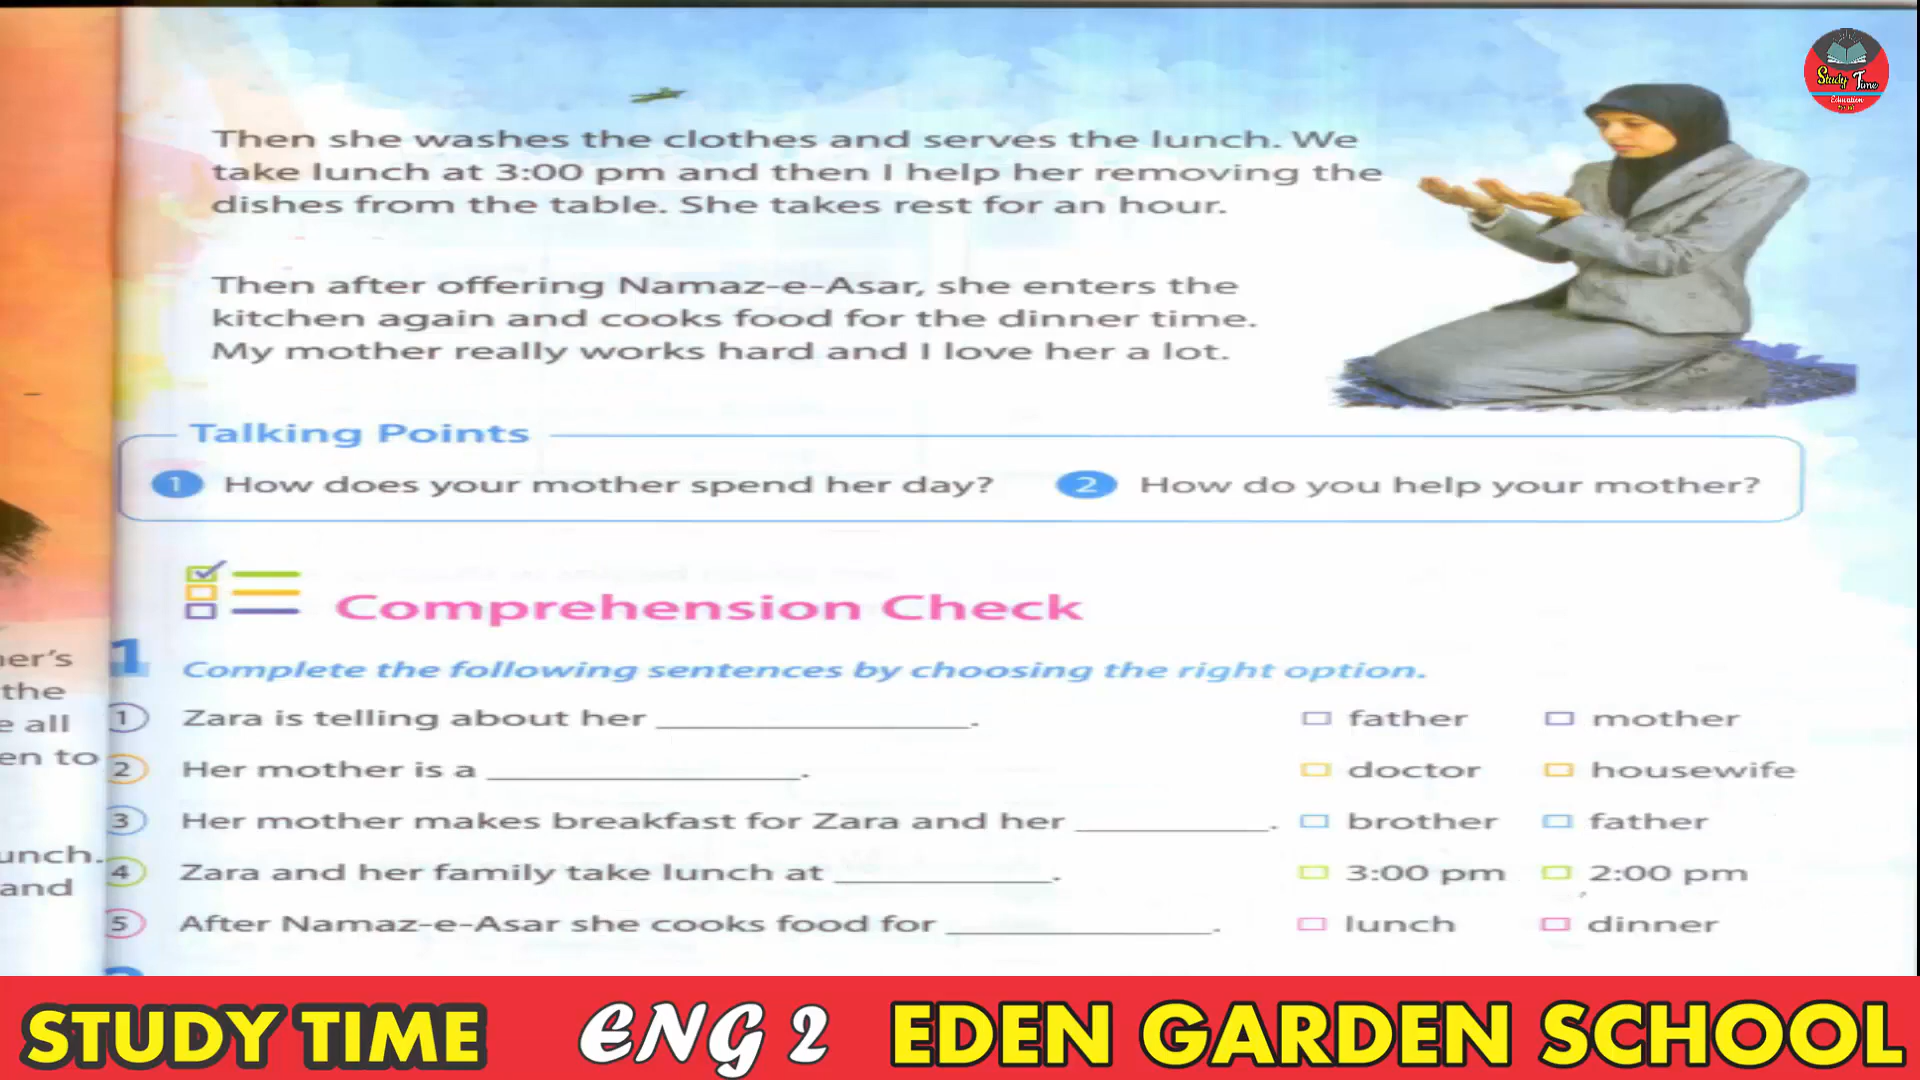 Study Time
Education
Then she washes the clothes and serves the lunch. We
take lunch at 3:00 pm and then I help her removing the
dishes from the table. She takes rest for an hour.
Then after offering Namaz-e-Asar, she enters the
kitchen again and cooks food for the dinner time.
My mother really works hard and I love her a lot.
Talking Points
1 How does your mother spend her day? 2 How do you help your mother?
Comprehension Check
1 Complete the following sentences by choosing the right option.
1 Zara is telling about her ____________________. father mother
2 Her mother is a ____________________. doctor housewife
3 Her mother makes breakfast for Zara and her ____________. brother father
4 Zara and her family take lunch at ______________. 3:00 pm 2:00 pm
5 After Namaz-e-Asar she cooks food for _________________. lunch dinner
the
all
en to
and
STUDY TIME ENG 2 EDEN GARDEN SCHOOL